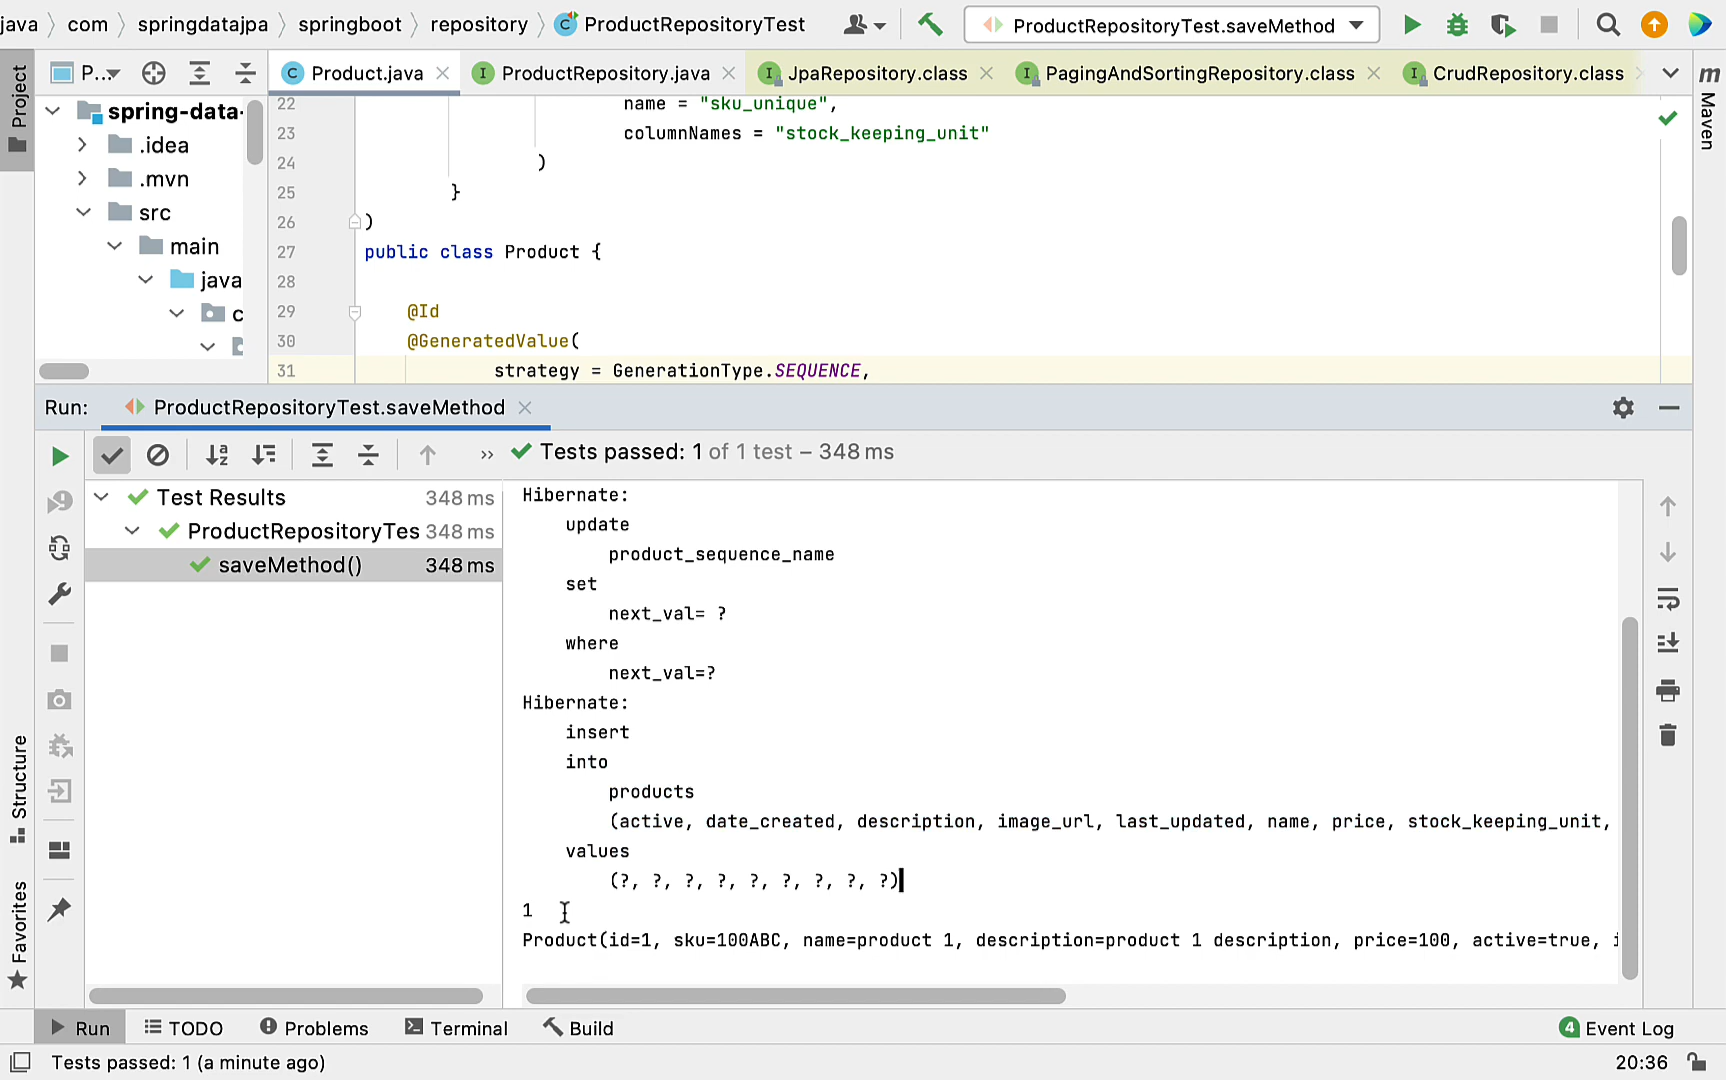 java > com > springdatajpa > springboot > repository > ProductRepositoryTest
ProductRepositoryTest.saveMethod
P...
Product.java
ProductRepository.java
JpaRepository.class
PagingAndSortingRepository.class
CrudRepository.class
Project
Maven
spring-data-
.idea
.mvn
src
main
java
c
22 name = "sku_unique",
23 columnNames = "stock_keeping_unit"
24 )
25 }
26 )
27 public class Product {
28
29 @Id
30 @GeneratedValue(
31 strategy = GenerationType.SEQUENCE,
Run: ProductRepositoryTest.saveMethod
Tests passed: 1 of 1 test – 348 ms
Test Results 348 ms
ProductRepositoryTes 348 ms
saveMethod() 348 ms
Hibernate:
update
product_sequence_name
set
next_val= ?
where
next_val=?
Hibernate:
insert
into
products
(active, date_created, description, image_url, last_updated, name, price, stock_keeping_unit,
values
(?, ?, ?, ?, ?, ?, ?, ?, ?)
1
Product(id=1, sku=100ABC, name=product 1, description=product 1 description, price=100, active=true, i
Structure
Favorites
Run
TODO
Problems
Terminal
Build
4 Event Log
Tests passed: 1 (a minute ago)
20:36